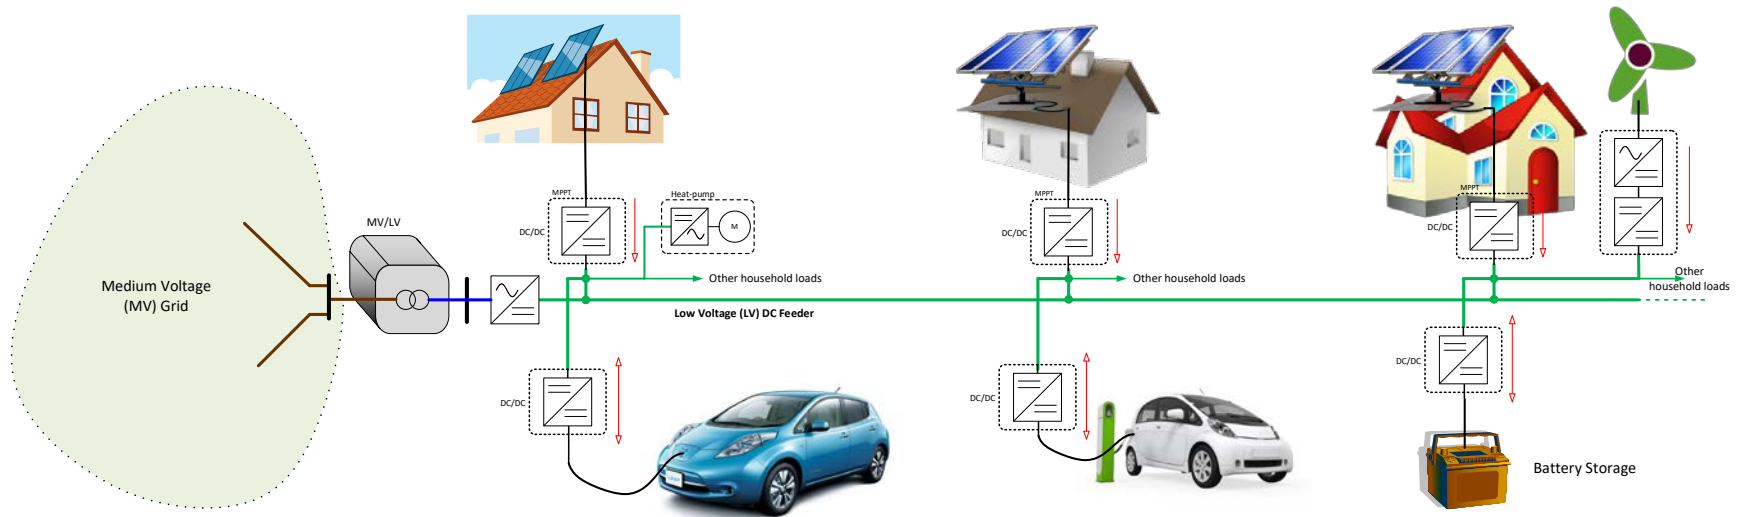 MV/LV
Medium Voltage
(MV) Grid
MPPT
DC/DC
Heat-pump
M
Other household loads
Low Voltage (LV) DC Feeder
DC/DC
MPPT
DC/DC
Other household loads
DC/DC
MPPT
DC/DC
Other
household loads
DC/DC
Battery Storage